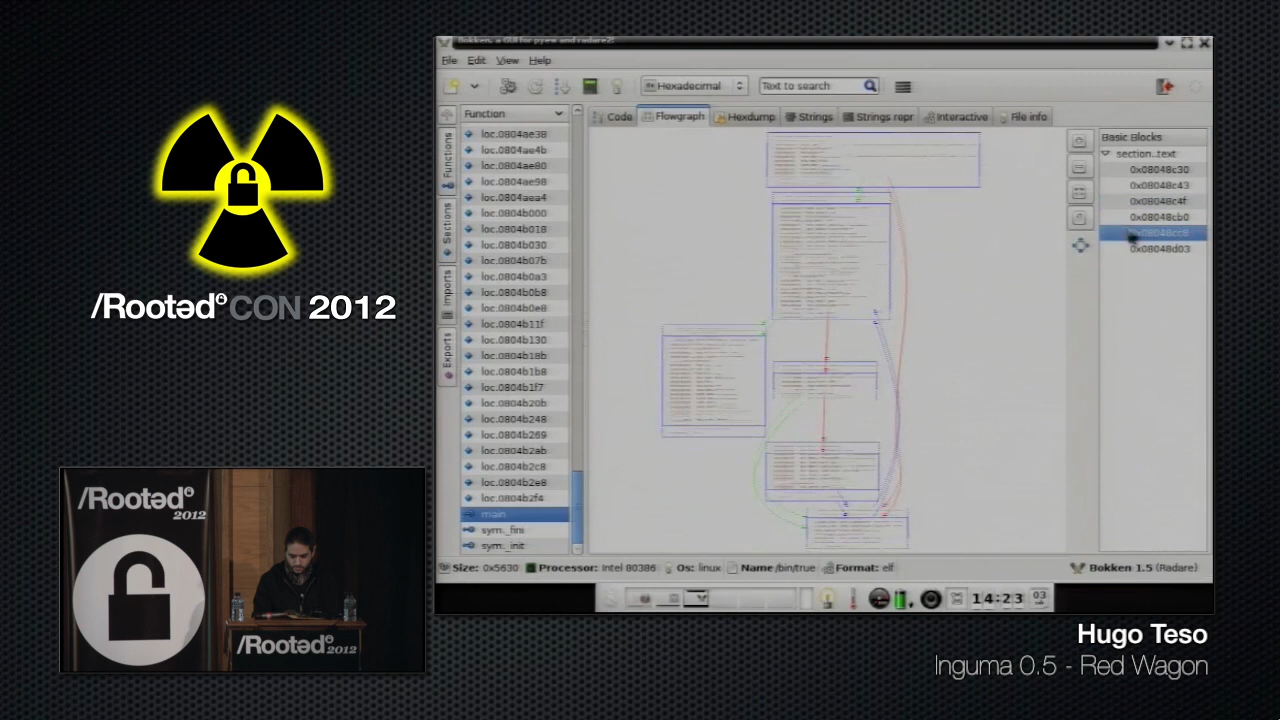 /Rootəd° CON 2012
Bokken, a GUI for pyew and radare2!
File Edit View Help
Hexadecimal
Text to search
Function
Code
Flowgraph
Hexdump
Strings
Strings repr
Interactive
File info
Functions
Sections
Imports
Exports
loc.0804ae38
loc.0804ae4b
loc.0804ae80
loc.0804ae98
loc.0804aea4
loc.0804b000
loc.0804b018
loc.0804b030
loc.0804b07b
loc.0804b0a3
loc.0804b0b8
loc.0804b0e8
loc.0804b11f
loc.0804b130
loc.0804b18b
loc.0804b1b8
loc.0804b1f7
loc.0804b20b
loc.0804b248
loc.0804b269
loc.0804b2ab
loc.0804b2c8
loc.0804b2e8
loc.0804b2f4
main
sym._fini
sym._init
Basic Blocks
section..text
0x08048c30
0x08048c43
0x08048c4f
0x08048cb0
0x08048d03
Size: 0x5630 Processor: Intel 80386 Os: linux Name/bin/true Format: elf
Bokken 1.5 (Radare)
14:23
03
/Rootəd°
2012
/Rootəd°2012
Hugo Teso
Inguma 0.5 - Red Wagon